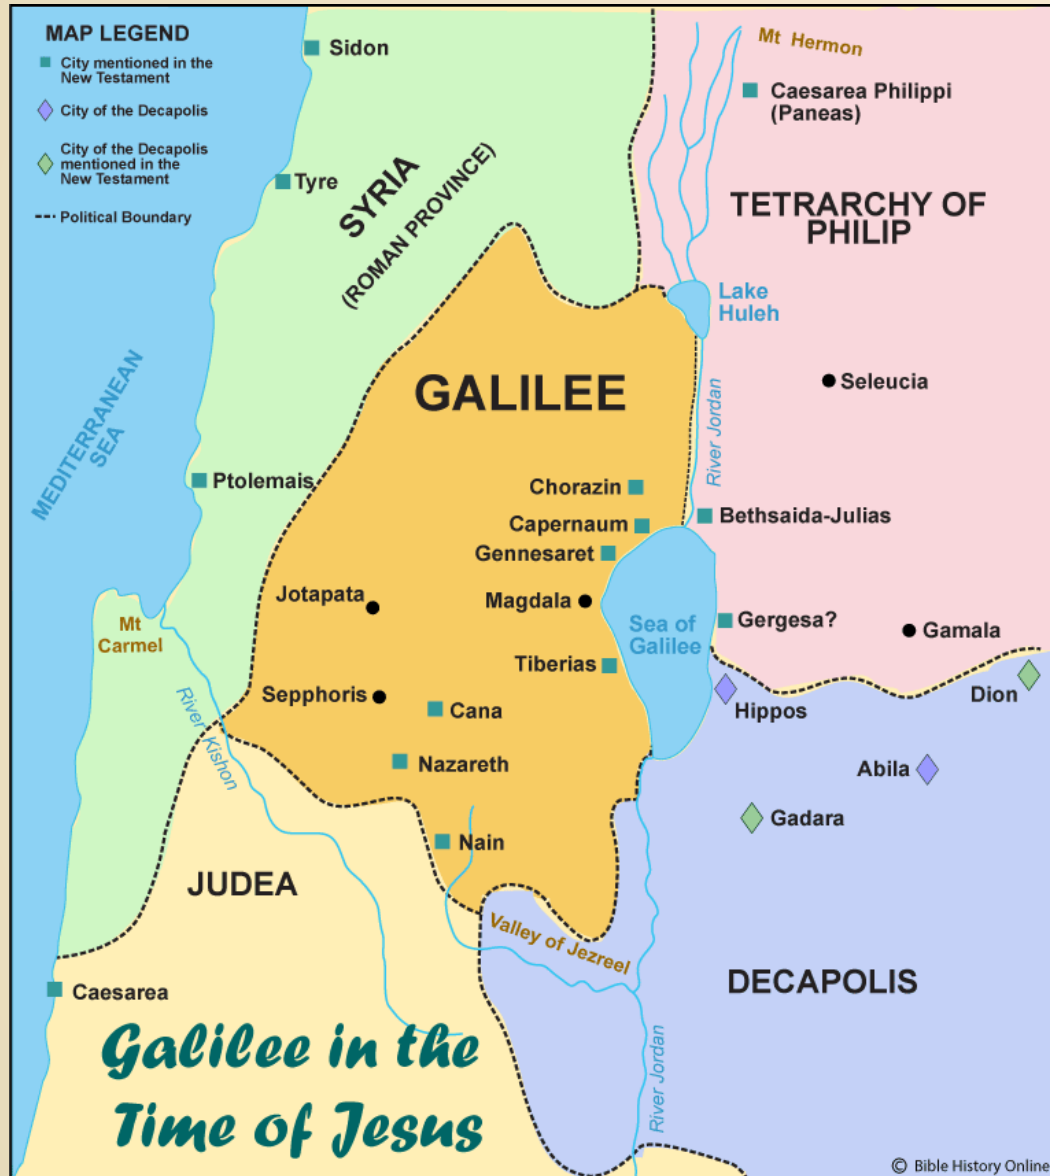 MAP LEGEND
City mentioned in the
New Testament
City of the Decapolis
City of the Decapolis
mentioned in the
New Testament
Political Boundary
Sidon
Mt Hermon
Caesarea Philippi
(Paneas)
Tyre
SYRIA
(ROMAN PROVINCE)
TETRARCHY OF
PHILIP
Lake
Huleh
MEDITERRANEAN
SEA
GALILEE
Seleucia
River Jordan
Ptolemais
Chorazin
Capernaum
Bethsaida-Julias
Gennesaret
Jotapata
Magdala
Mt
Carmel
Sea of
Galilee
Gergesa?
Gamala
Tiberias
Sepphoris
Cana
Dion
Hippos
River Kishon
Nazareth
Abila
Gadara
Nain
JUDEA
Valley of Jezreel
DECAPOLIS
Caesarea
Galilee in the
Time of Jesus
River Jordan
© Bible History Online